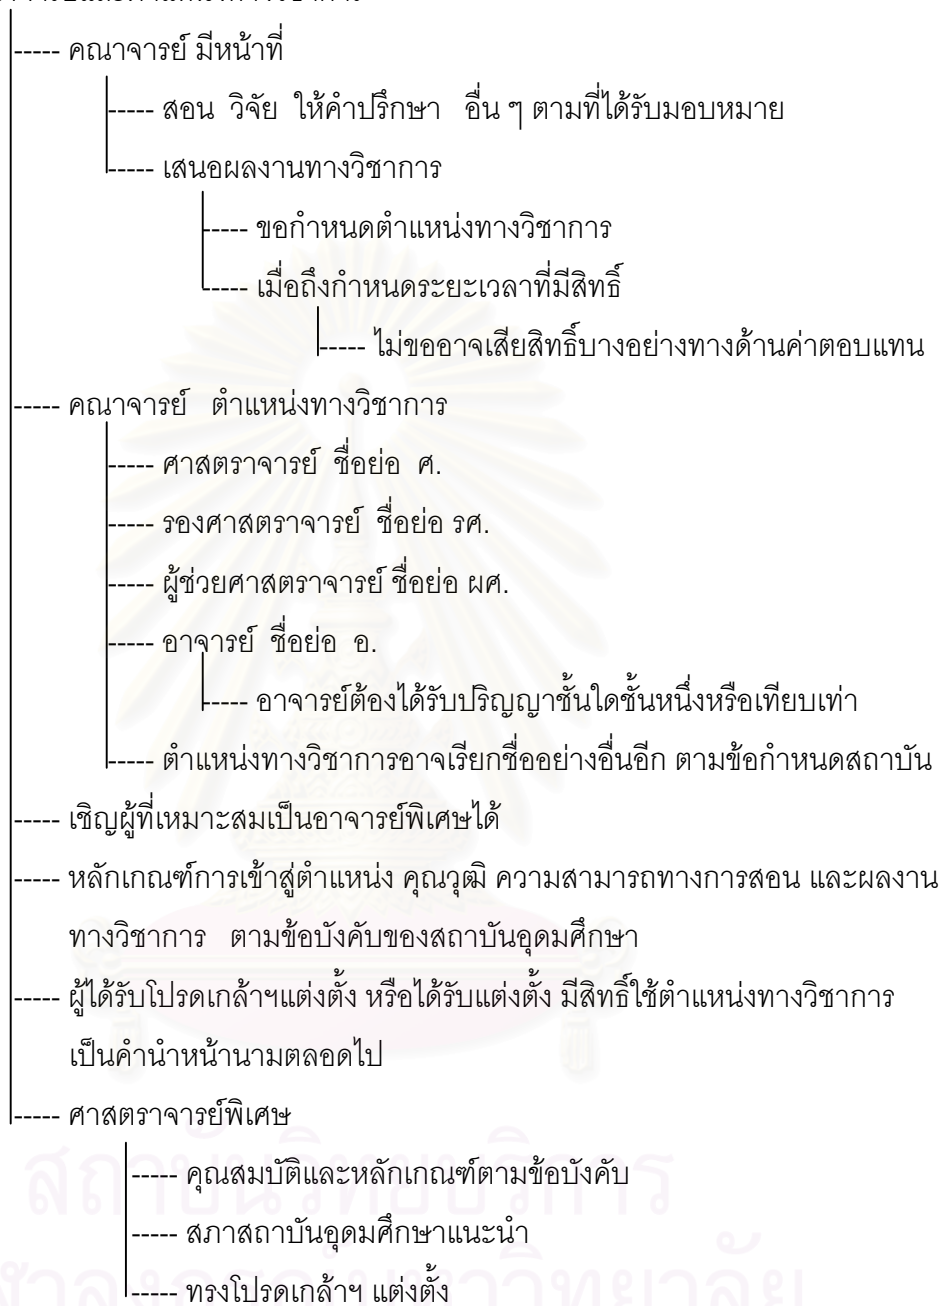 ----- คณาจารย์ มีหน้าที่
----- สอน วิจัย ให้คำปรึกษา อื่น ๆ ตามที่ได้รับมอบหมาย
----- เสนอผลงานทางวิชาการ
----- ขอกำหนดตำแหน่งทางวิชาการ
----- เมื่อถึงกำหนดระยะเวลาที่มีสิทธิ์
----- ไม่ขออาจเสียสิทธิ์บางอย่างทางด้านค่าตอบแทน
----- คณาจารย์ ตำแหน่งทางวิชาการ
----- ศาสตราจารย์ ชื่อย่อ ศ.
----- รองศาสตราจารย์ ชื่อย่อ รศ.
----- ผู้ช่วยศาสตราจารย์ ชื่อย่อ ผศ.
----- อาจารย์ ชื่อย่อ อ.
----- อาจารย์ต้องได้รับปริญญาชั้นใดชั้นหนึ่งหรือเทียบเท่า
----- ตำแหน่งทางวิชาการอาจเรียกชื่ออย่างอื่นอีก ตามข้อกำหนดสถาบัน
----- เชิญผู้ที่เหมาะสมเป็นอาจารย์พิเศษได้
----- หลักเกณฑ์การเข้าสู่ตำแหน่ง คุณวุฒิ ความสามารถทางการสอน และผลงาน
ทางวิชาการ ตามข้อบังคับของสถาบันอุดมศึกษา
----- ผู้ได้รับโปรดเกล้าฯแต่งตั้ง หรือได้รับแต่งตั้ง มีสิทธิ์ใช้ตำแหน่งทางวิชาการ
เป็นคำนำหน้านามตลอดไป
----- ศาสตราจารย์พิเศษ
----- คุณสมบัติและหลักเกณฑ์ตามข้อบังคับ
สถาบันวิทยบริการ
----- สภาสถาบันอุดมศึกษาแนะนำ
----- ทรงโปรดเกล้าฯ แต่งตั้ง